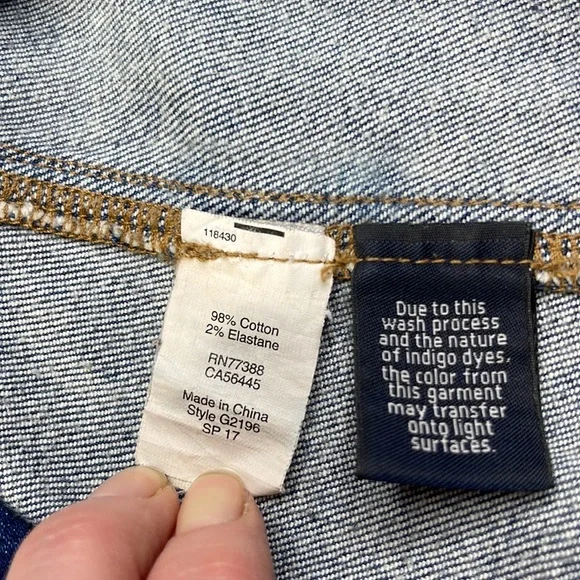 118430
98% Cotton
2% Elastane
RN77388
CA56445
Made in China
Style G2196
SP 17
Due to this
wash process
and the nature
of indigo dyes,
the color from
this garment
may transfer
onto light
surfaces.